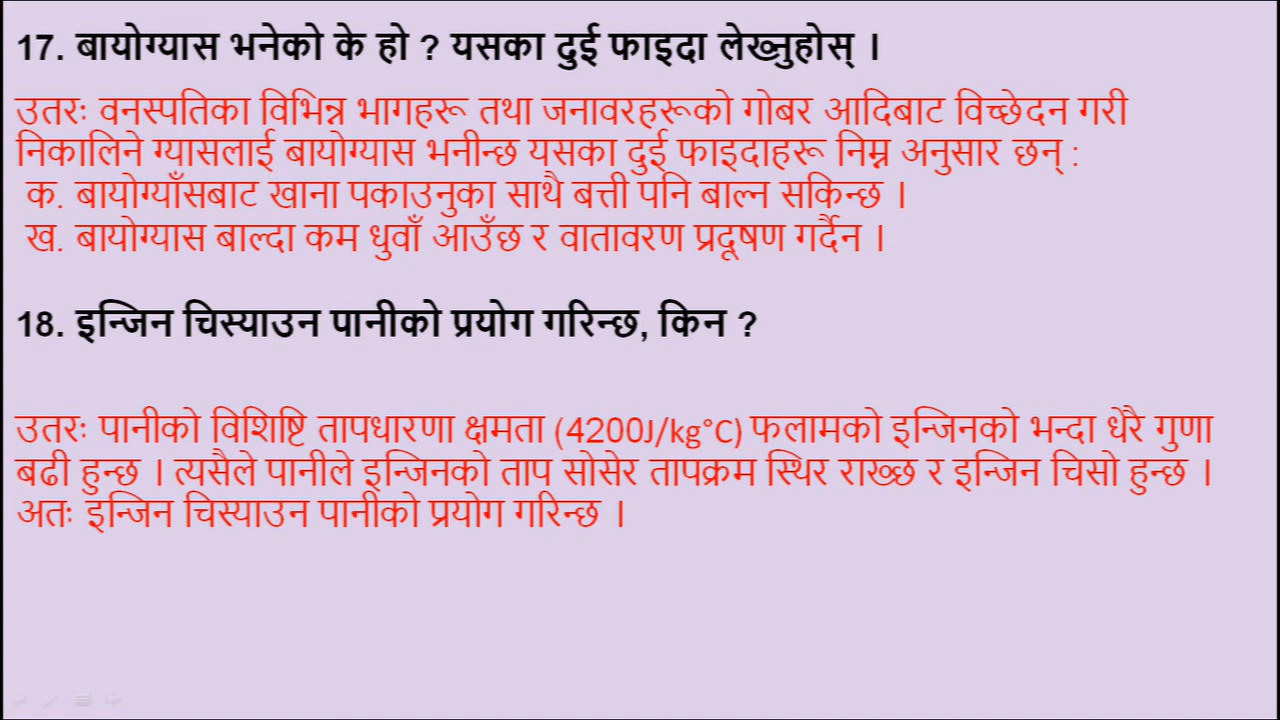 17. बायोग्यास भनेको के हो ? यसका दुई फाइदा लेख्नुहोस् ।
उतरः वनस्पतिका विभिन्न भागहरू तथा जनावरहरूको गोबर आदिबाट विच्छेदन गरी
निकालिने ग्यासलाई बायोग्यास भनीन्छ यसका दुई फाइदाहरू निम्न अनुसार छन् :
क. बायोग्याँसबाट खाना पकाउनुका साथै बत्ती पनि बाल्न सकिन्छ ।
ख. बायोग्यास बाल्दा कम धुवाँ आउँछ र वातावरण प्रदूषण गर्दैन ।
18. इन्जिन चिस्याउन पानीको प्रयोग गरिन्छ, किन ?
उतरः पानीको विशिष्टि तापधारणा क्षमता (4200J/kg°C) फलामको इन्जिनको भन्दा धेरै गुणा
बढी हुन्छ । त्यसैले पानीले इन्जिनको ताप सोसेर तापक्रम स्थिर राख्छ र इन्जिन चिसो हुन्छ ।
अतः इन्जिन चिस्याउन पानीको प्रयोग गरिन्छ ।